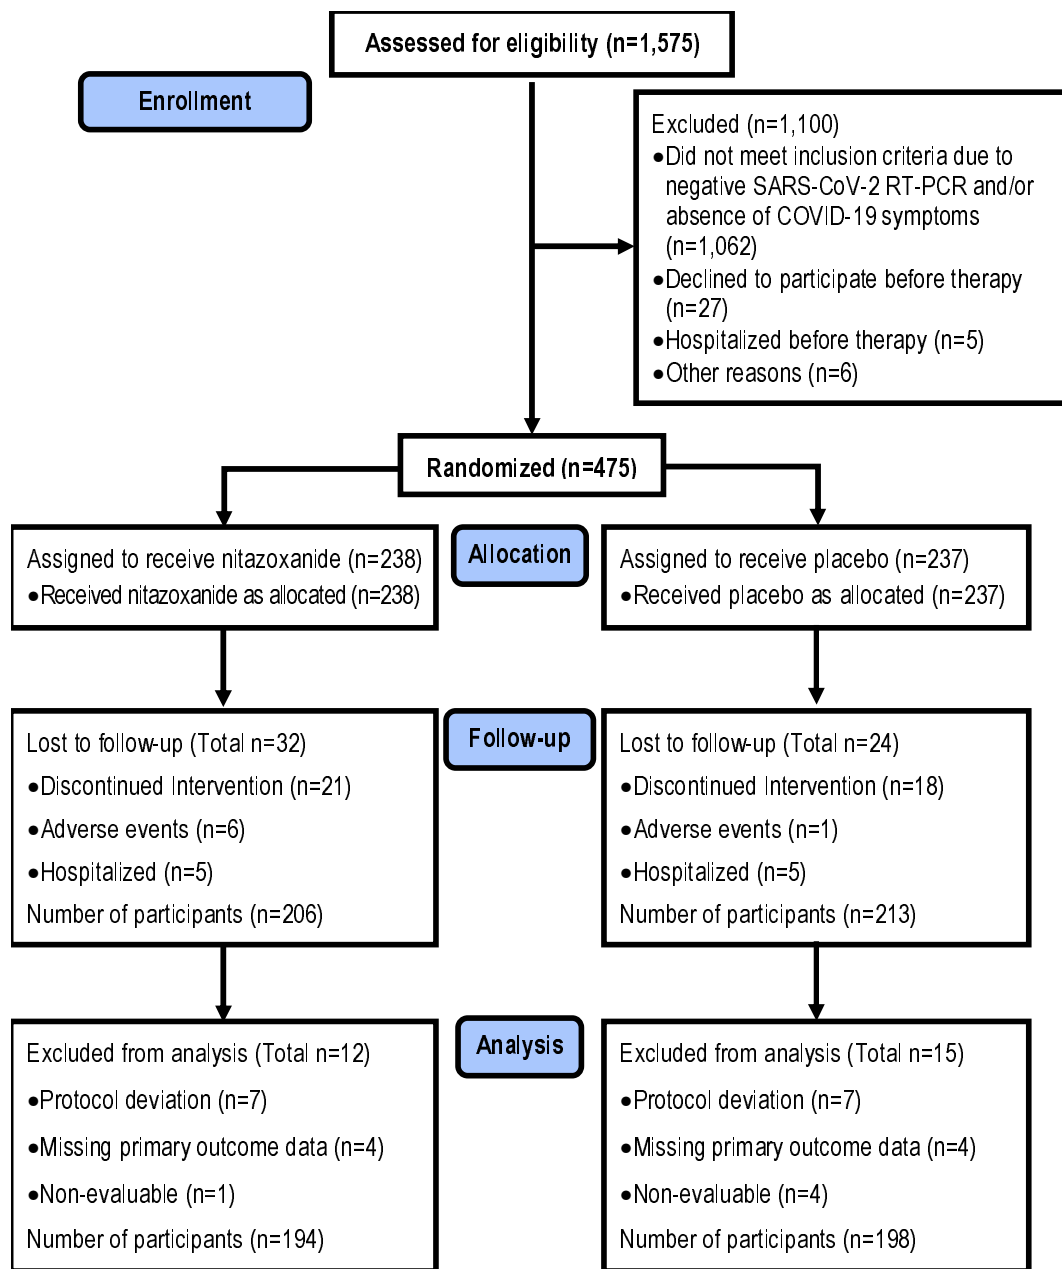 Assessed for eligibility (n=1,575)
Enrollment
Excluded (n=1,100)
●Did not meet inclusion criteria due to
negative SARS-CoV-2 RT-PCR and/or
absence of COVID-19 symptoms
(n=1,062)
●Declined to participate before therapy
(n=27)
●Hospitalized before therapy (n=5)
●Other reasons (n=6)
Randomized (n=475)
Assigned to receive nitazoxanide (n=238)
●Received nitazoxanide as allocated (n=238)
Allocation
Assigned to receive placebo (n=237)
●Received placebo as allocated (n=237)
Lost to follow-up (Total n=32)
●Discontinued Intervention (n=21)
●Adverse events (n=6)
●Hospitalized (n=5)
Number of participants (n=206)
Follow-up
Lost to follow-up (Total n=24)
●Discontinued Intervention (n=18)
●Adverse events (n=1)
●Hospitalized (n=5)
Number of participants (n=213)
Excluded from analysis (Total n=12)
●Protocol deviation (n=7)
●Missing primary outcome data (n=4)
●Non-evaluable (n=1)
Number of participants (n=194)
Analysis
Excluded from analysis (Total n=15)
●Protocol deviation (n=7)
●Missing primary outcome data (n=4)
●Non-evaluable (n=4)
Number of participants (n=198)